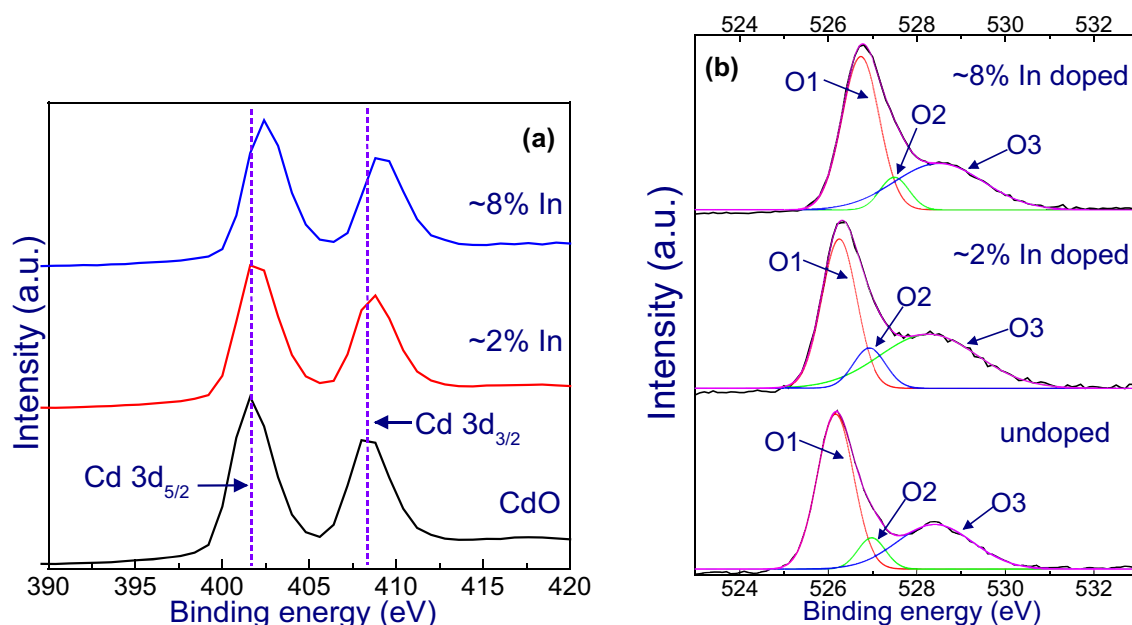 (a)
~8% In
~2% In
Cd 3d3/2
Cd 3d5/2
CdO
Intensity (a.u.)
390 395 400 405 410 415 420
Binding energy (eV)
524 526 528 530 532
(b)
~8% In doped
O1
O2
O3
~2% In doped
O1
O2
O3
undoped
O1
O2
O3
Intensity (a.u.)
524 526 528 530 532
Binding energy (eV)